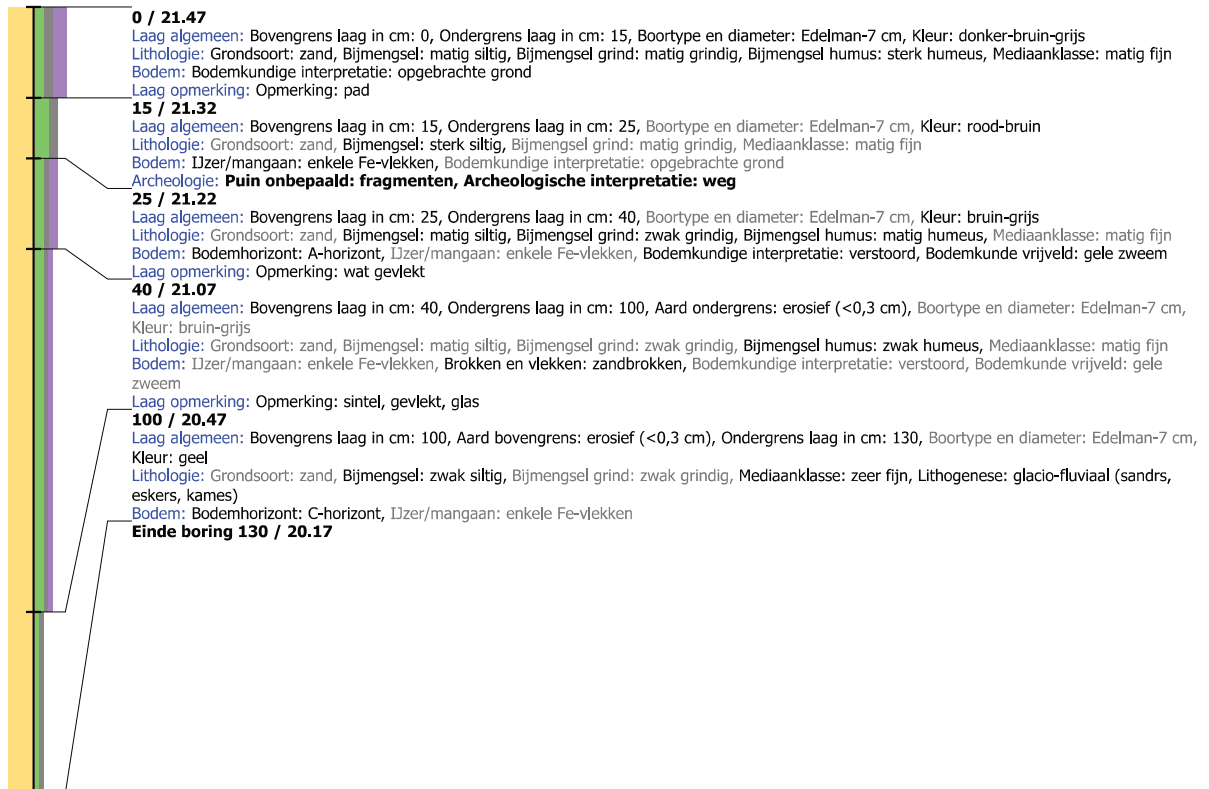 0 / 21.47
Laag algemeen: Bovengrens laag in cm: 0, Ondergrens laag in cm: 15, Boortype en diameter: Edelman-7 cm, Kleur: donker-bruin-grijs
Lithologie: Grondsoort: zand, Bijmengsel: matig siltig, Bijmengsel grind: matig grindig, Bijmengsel humus: sterk humeus, Mediaanklasse: matig fijn
Bodem: Bodemkundige interpretatie: opgebrachte grond
Laag opmerking: Opmerking: pad
15 / 21.32
Laag algemeen: Bovengrens laag in cm: 15, Ondergrens laag in cm: 25, Boortype en diameter: Edelman-7 cm, Kleur: rood-bruin
Lithologie: Grondsoort: zand, Bijmengsel: sterk siltig, Bijmengsel grind: matig grindig, Mediaanklasse: matig fijn
Bodem: IJzer/mangaan: enkele Fe-vlekken, Bodemkundige interpretatie: opgebrachte grond
Archeologie: Puin onbepaald: fragmenten, Archeologische interpretatie: weg
25 / 21.22
Laag algemeen: Bovengrens laag in cm: 25, Ondergrens laag in cm: 40, Boortype en diameter: Edelman-7 cm, Kleur: bruin-grijs
Lithologie: Grondsoort: zand, Bijmengsel: matig siltig, Bijmengsel grind: zwak grindig, Bijmengsel humus: matig humeus, Mediaanklasse: matig fijn
Bodem: Bodemhorizont: A-horizont, IJzer/mangaan: enkele Fe-vlekken, Bodemkundige interpretatie: verstoord, Bodemkunde vrijveld: gele zweem
Laag opmerking: Opmerking: wat gevlekt
40 / 21.07
Laag algemeen: Bovengrens laag in cm: 40, Ondergrens laag in cm: 100, Aard ondergrens: erosief (<0,3 cm), Boortype en diameter: Edelman-7 cm,
Kleur: bruin-grijs
Lithologie: Grondsoort: zand, Bijmengsel: matig siltig, Bijmengsel grind: zwak grindig, Bijmengsel humus: zwak humeus, Mediaanklasse: matig fijn
Bodem: IJzer/mangaan: enkele Fe-vlekken, Brokken en vlekken: zandbrokken, Bodemkundige interpretatie: verstoord, Bodemkunde vrijveld: gele
zweem
Laag opmerking: Opmerking: sintel, gevlekt, glas
100 / 20.47
Laag algemeen: Bovengrens laag in cm: 100, Aard bovengrens: erosief (<0,3 cm), Ondergrens laag in cm: 130, Boortype en diameter: Edelman-7 cm,
Kleur: geel
Lithologie: Grondsoort: zand, Bijmengsel: zwak siltig, Bijmengsel grind: zwak grindig, Mediaanklasse: zeer fijn, Lithogenese: glacio-fluviaal (sandrs,
eskers, kames)
Bodem: Bodemhorizont: C-horizont, IJzer/mangaan: enkele Fe-vlekken
Einde boring 130 / 20.17